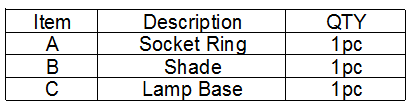 Item Description QTY
A Socket Ring 1pc
B Shade 1pc
C Lamp Base 1pc